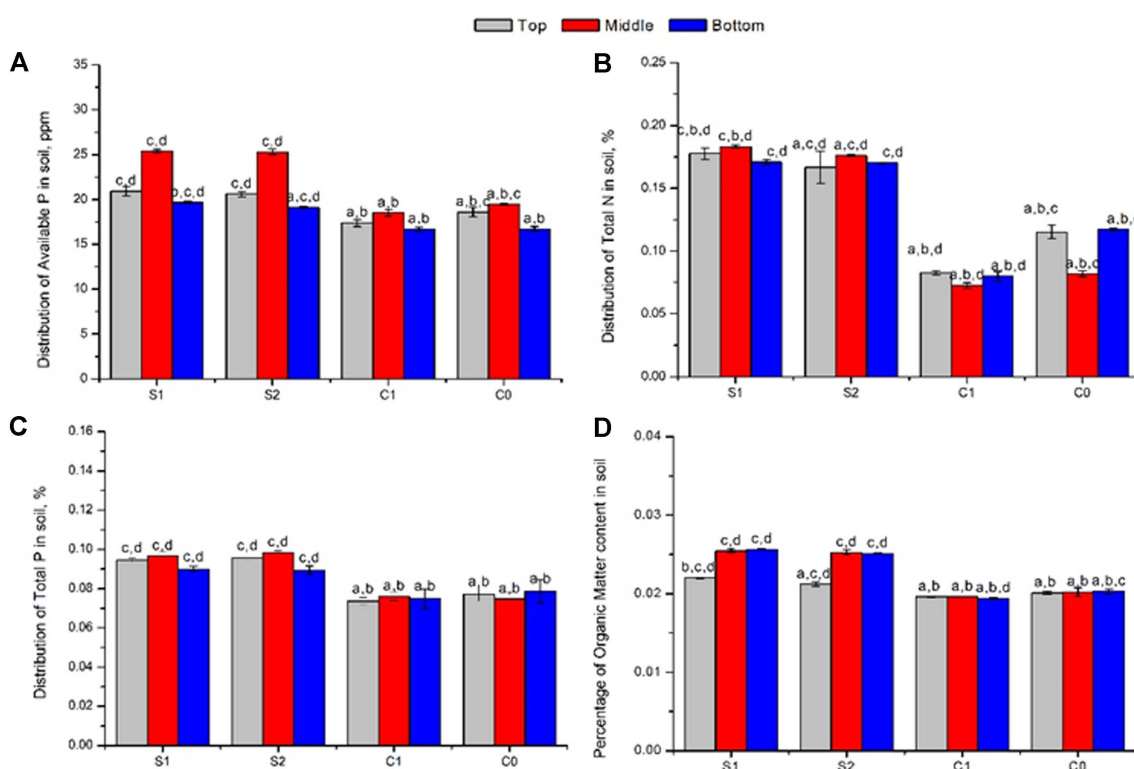 Top Middle Bottom
A
Distribution of Available P in soil, ppm
35
30
25
20
15
10
5
0
c,d c,d b,c,d
c,d c,d a,c,d
a,b a,b a,b
a,b,c a,b,c a,b
S1 S2 C1 C0
B
Distribution of Total N in soil, %
0.25
0.20
0.15
0.10
0.05
0.00
c,b,d c,b,d c,d
a,c,d a,c,d c,d
a,b,d a,b,d a,b,d
a,b,c a,b,c
S1 S2 C1 C0
C
Distribution of Total P in soil, %
0.16
0.14
0.12
0.10
0.08
0.06
0.04
0.02
0.00
c,d c,d c,d
c,d c,d c,d
a,b a,b a,b
a,b a,b a,b
S1 S2 C1 C0
D
Percentage of Organic Matter content in soil
0.04
0.03
0.02
0.01
0.00
b,c,d c,d c,d
a,c,d c,d c,d
a,b a,b a,b,d
a,b a,b a,b,c
S1 S2 C1 C0